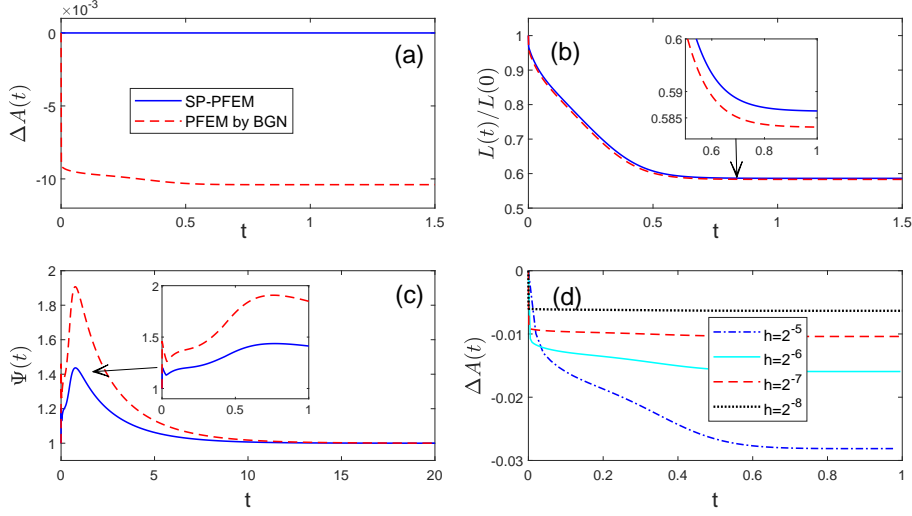 ×10⁻³
(a)
0
-5
-10
ΔA(t)
SP-PFEM
PFEM by BGN
0 0.5 1 1.5
t
(b)
1
0.9
0.8
0.7
0.6
0.5
L(t)/L(0)
0.6
0.59
0.585
0.6 0.8 1
0 0.5 1 1.5
t
(c)
2
1.8
1.6
1.4
1.2
1
Ψ(t)
2
1.5
1
0 0.5 1
0 5 10 15 20
t
(d)
0
-0.01
-0.02
-0.03
ΔA(t)
h=2⁻⁵
h=2⁻⁶
h=2⁻⁷
h=2⁻⁸
0 0.2 0.4 0.6 0.8 1
t